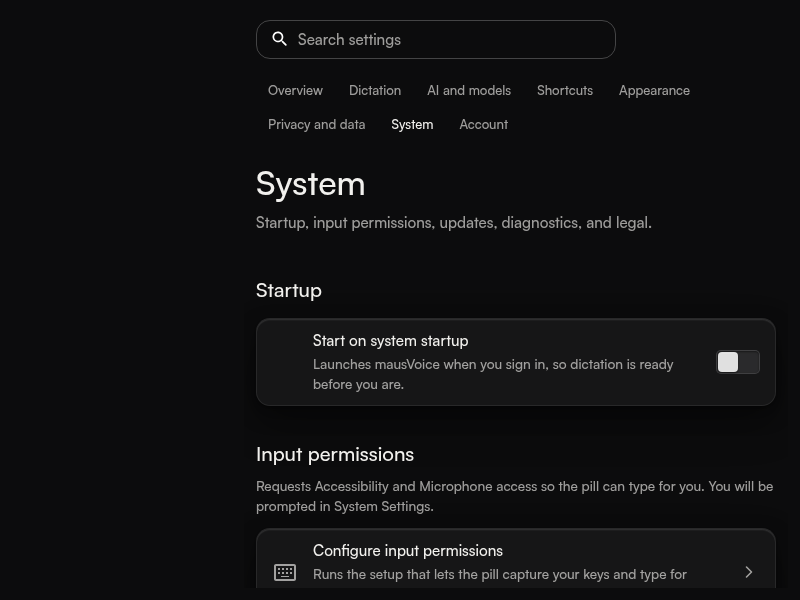 Search settings
Overview Dictation AI and models Shortcuts Appearance
Privacy and data System Account
System
Startup, input permissions, updates, diagnostics, and legal.
Startup
Start on system startup
Launches mausVoice when you sign in, so dictation is ready
before you are.
Input permissions
Requests Accessibility and Microphone access so the pill can type for you. You will be
prompted in System Settings.
Configure input permissions
Runs the setup that lets the pill capture your keys and type for